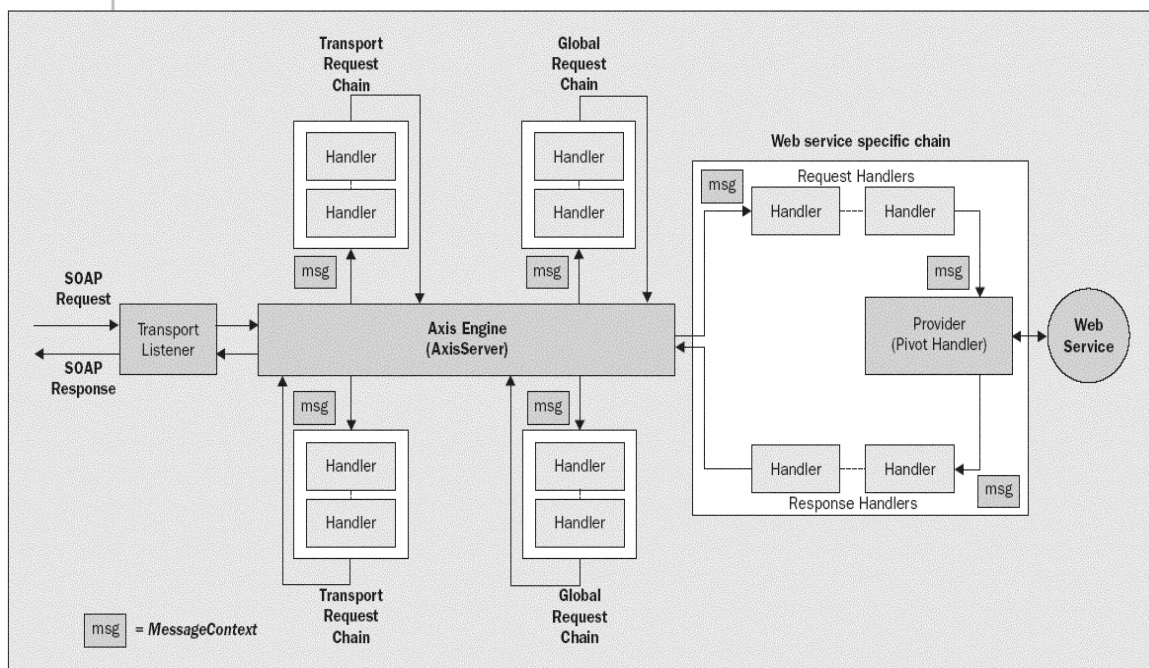 Transport
Request
Chain
Global
Request
Chain
Handler
Handler
Handler
Handler
Web service specific chain
Request Handlers
msg
Handler
Handler
msg
msg
msg
SOAP
Request
Transport
Listener
SOAP
Response
Axis Engine
(AxisServer)
Provider
(Pivot Handler)
Web
Service
msg
msg
Handler
Handler
Handler
Handler
Handler
Handler
msg
Response Handlers
Transport
Request
Chain
Global
Request
Chain
msg = MessageContext